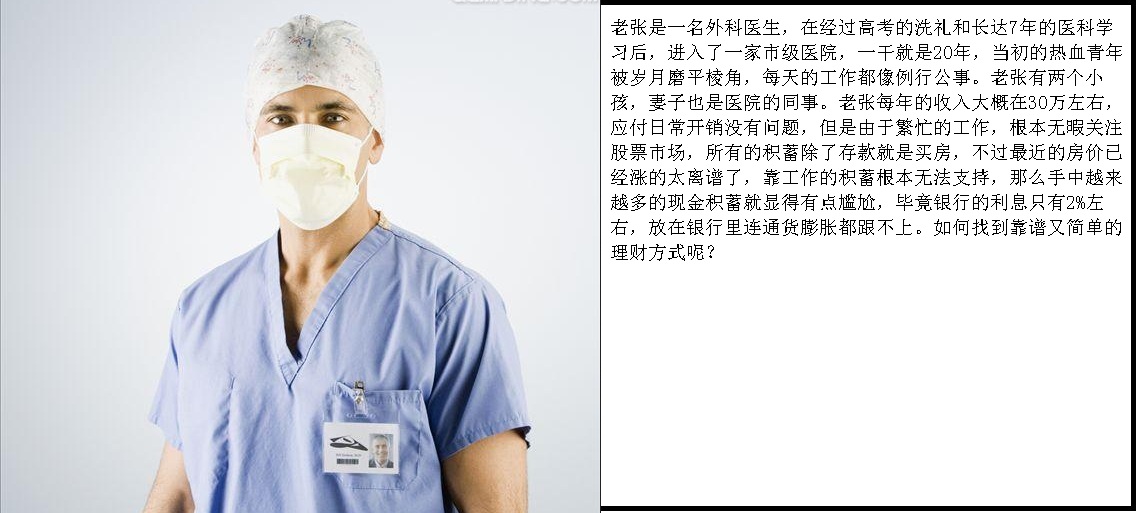 老张是一名外科医生，在经过高考的洗礼和长达7年的医科学
习后，进入了一家市级医院，一干就是20年，当初的热血青年
被岁月磨平棱角，每天的工作都像例行公事。老张有两个小
孩，妻子也是医院的同事。老张每年的收入大概在30万左右，
应付日常开销没有问题，但是由于繁忙的工作，根本无暇关注
股票市场，所有的积蓄除了存款就是买房，不过最近的房价已
经涨的太离谱了，靠工作的积蓄根本无法支持，那么手中越来
越多的现金积蓄就显得有点尴尬，毕竟银行的利息只有2%左
右，放在银行里连通货膨胀都跟不上。如何找到靠谱又简单的
理财方式呢？